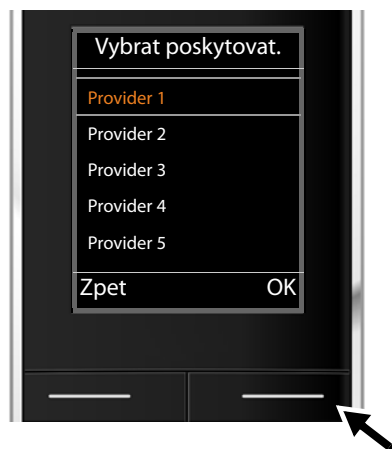 Vybrat poskytovat.
Provider 1
Provider 2
Provider 3
Provider 4
Provider 5
Zpet OK